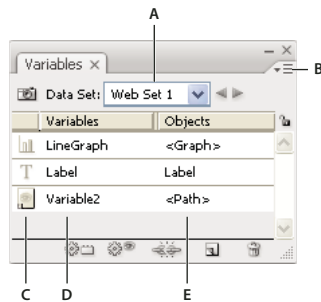 A
Variables
B
Data Set: Web Set 1
Variables Objects
LineGraph <Graph>
T Label Label
Variable2 <Path>
C D E